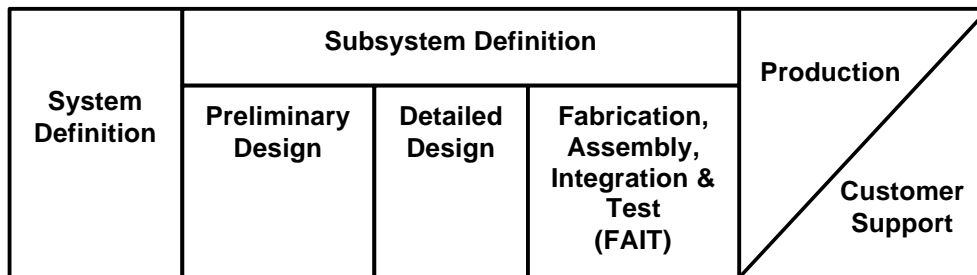 System
Definition
Subsystem Definition
Preliminary
Design
Detailed
Design
Fabrication,
Assembly,
Integration &
Test
(FAIT)
Production
Customer
Support